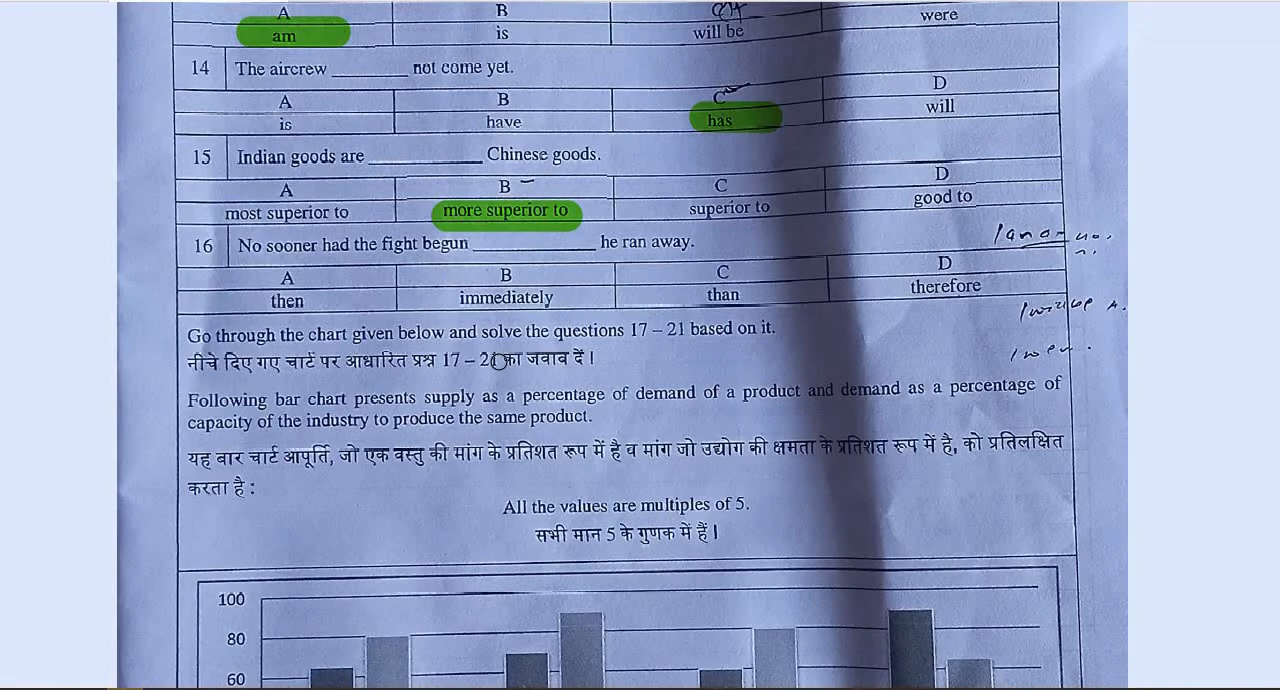 A B were
am is will be
14 The aircrew ________ not come yet.
A B C D
is have has will
15 Indian goods are ____________ Chinese goods.
A B C D
most superior to more superior to superior to good to
16 No sooner had the fight begun ____________ he ran away.
A B C D
then immediately than therefore
Go through the chart given below and solve the questions 17 – 21 based on it.
नीचे दिए गए चार्ट पर आधारित प्रश्न 17 – 21 का जवाब दें।
Following bar chart presents supply as a percentage of demand of a product and demand as a percentage of
capacity of the industry to produce the same product.
यह बार चार्ट आपूर्ति, जो एक वस्तु की मांग के प्रतिशत रूप में है व मांग जो उद्योग की क्षमता के प्रतिशत रूप में है, को प्रतिलक्षित
करता है :
All the values are multiples of 5.
सभी मान 5 के गुणक में हैं।
100
80
60